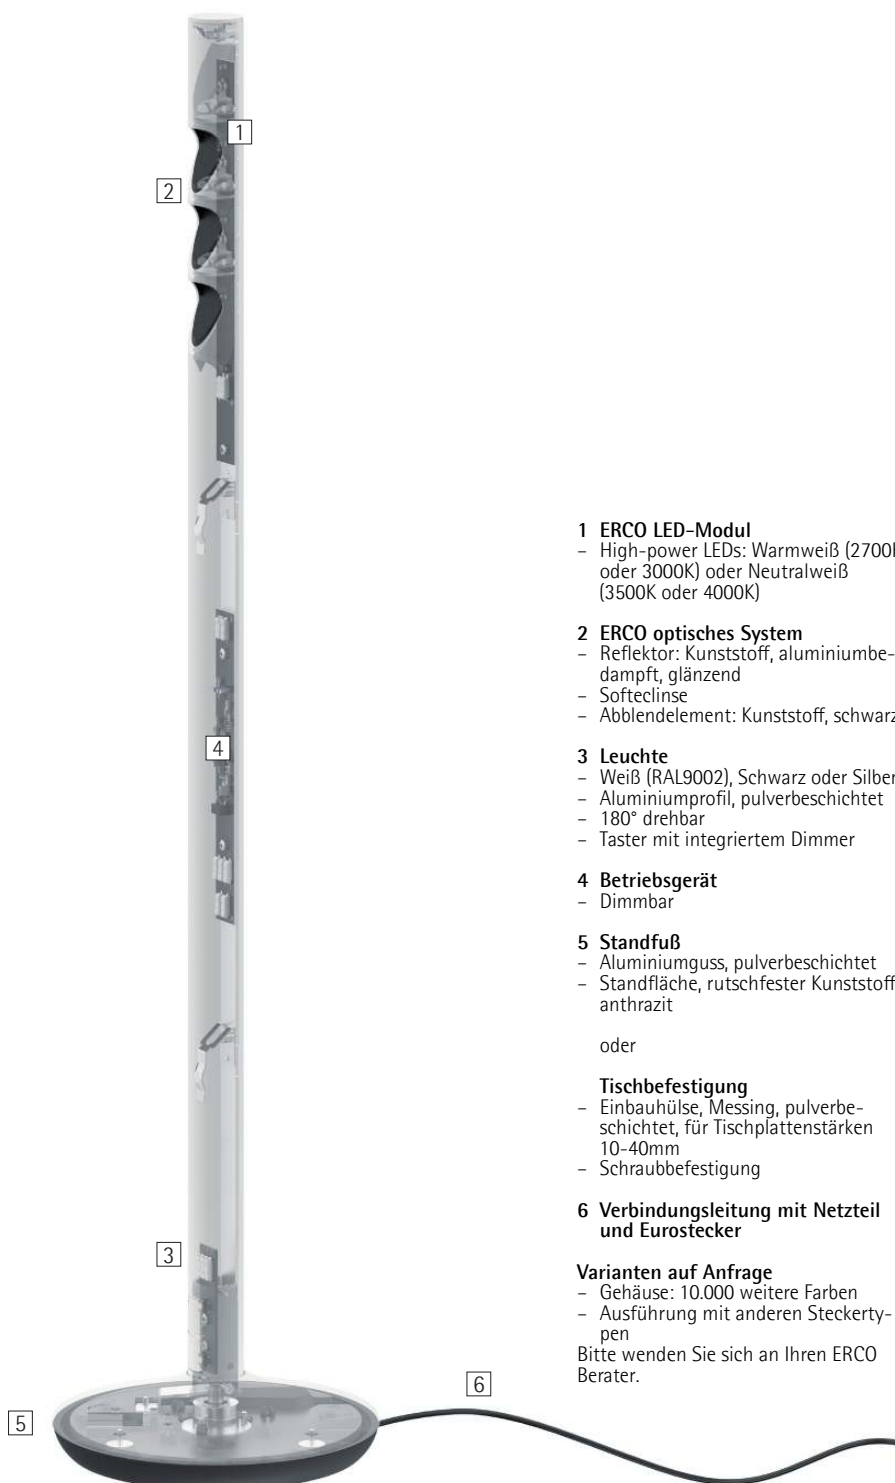 1
2
4
3
6
5
1 ERCO LED-Modul
– High-power LEDs: Warmweiß (2700K
oder 3000K) oder Neutralweiß
(3500K oder 4000K)
2 ERCO optisches System
– Reflektor: Kunststoff, aluminiumbe-
dampft, glänzend
– Softeclinse
– Abblendelement: Kunststoff, schwarz
3 Leuchte
– Weiß (RAL9002), Schwarz oder Silber
– Aluminiumprofil, pulverbeschichtet
– 180° drehbar
– Taster mit integriertem Dimmer
4 Betriebsgerät
– Dimmbar
5 Standfuß
– Aluminiumguss, pulverbeschichtet
– Standfläche, rutschfester Kunststoff
anthrazit
oder
Tischbefestigung
– Einbauhülse, Messing, pulverbe-
schichtet, für Tischplattenstärken
10-40mm
– Schraubbefestigung
6 Verbindungsleitung mit Netzteil
und Eurostecker
Varianten auf Anfrage
– Gehäuse: 10.000 weitere Farben
– Ausführung mit anderen Steckerty-
pen
Bitte wenden Sie sich an Ihren ERCO
Berater.